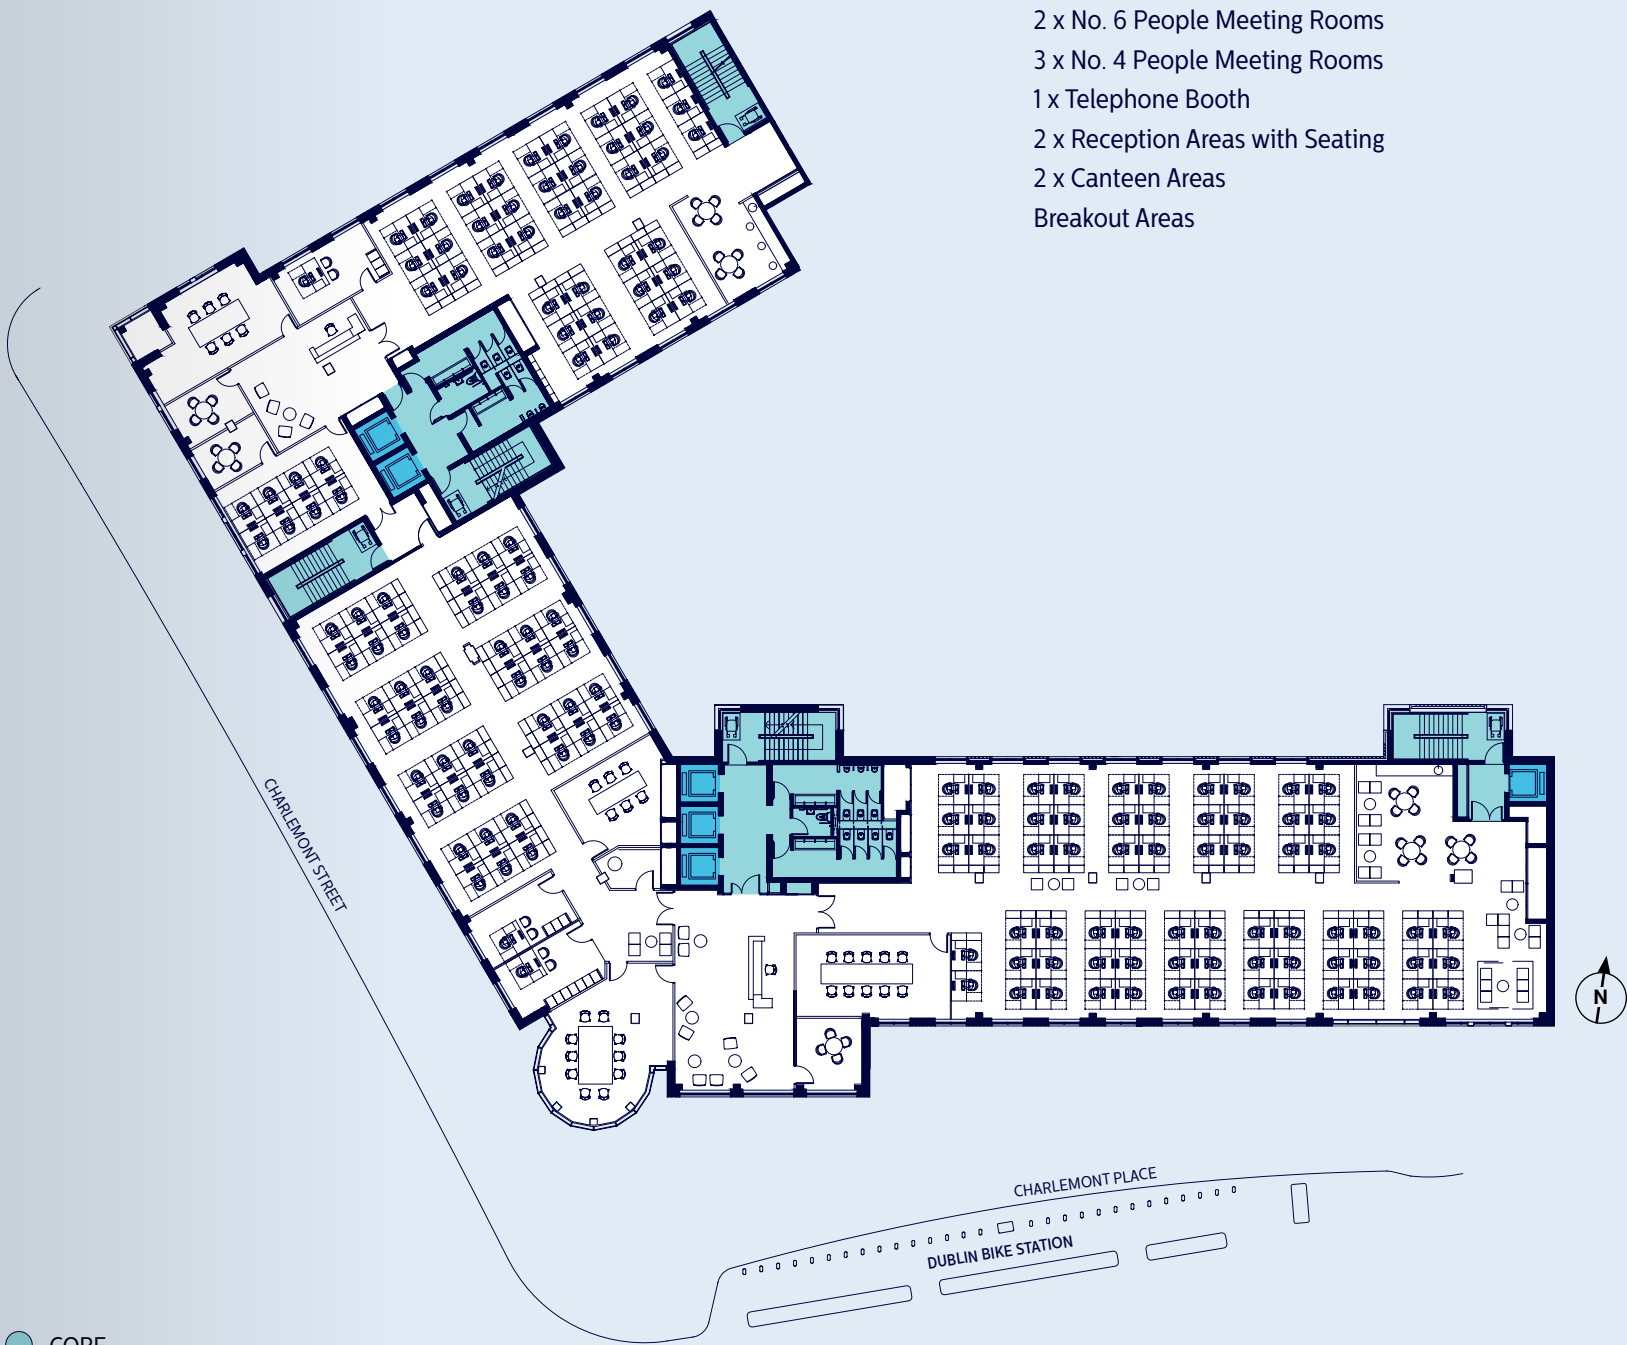 2 x No. 6 People Meeting Rooms
3 x No. 4 People Meeting Rooms
1 x Telephone Booth
2 x Reception Areas with Seating
2 x Canteen Areas
Breakout Areas
CHARLEMONT STREET
N
CHARLEMONT PLACE
DUBLIN BIKE STATION
CORE